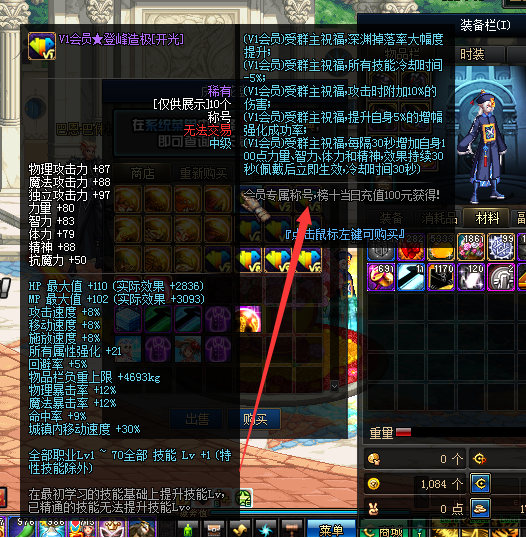 装备栏(I)
时装
V1会员★登峰造极[开光]
稀有
[仅供展示]10个
称号
无法交易
中级
物理攻击力 +87
魔法攻击力 +88
独立攻击力 +97
力量 +80
智力 +83
体力 +79
精神 +88
抗魔力 +50
HP 最大值 +110 (实际效果 +2836)
MP 最大值 +102 (实际效果 +3093)
攻击速度 +8%
移动速度 +8%
施放速度 +8%
所有属性强化 +21
回避率 +5%
物品栏负重上限 +4693kg
物理暴击率 +12%
魔法暴击率 +12%
命中率 +9%
城镇内移动速度 +30%
全部职业Lv1 ~ 70全部 技能 Lv +1 (特
性技能除外)
在最初学习的技能基础上提升技能Lv,
已精通的技能无法提升技能Lv。
(V1会员)受群主祝福,深渊掉落率大幅度
提升;
(V1会员)受群主祝福,所有技能冷却时间
-5%;
(V1会员)受群主祝福,攻击时附加10%的
伤害;
(V1会员)受群主祝福,提升自身5%的增幅
强化成功率;
(V1会员)受群主祝福,每隔30秒增加自身1
00点力量、智力、体力和精神,效果持续30
秒(佩戴后立即生效,冷却时间30秒)
会员专属称号,榜十当日充值100元获得!
『点击鼠标左键可购买』
商店
重新购买
出售
购买
装备
消耗品
材料
副
186
999
691
11
1170
120
2
重量
0 个
1,084 个
0 点
菜单
商城
976